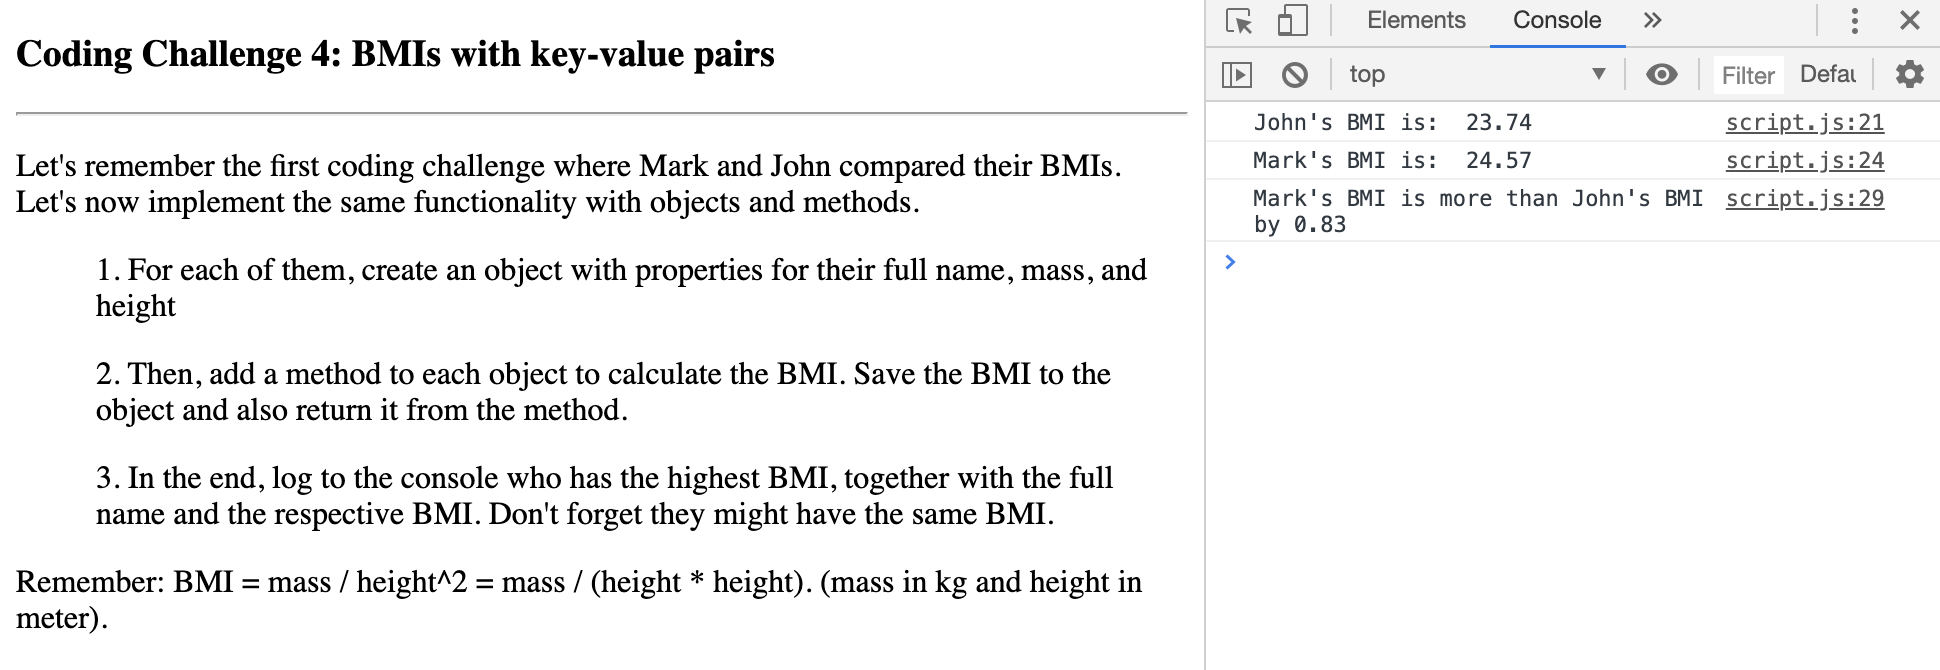 Coding Challenge 4: BMIs with key-value pairs
Let's remember the first coding challenge where Mark and John compared their BMIs.
Let's now implement the same functionality with objects and methods.
1. For each of them, create an object with properties for their full name, mass, and
height
2. Then, add a method to each object to calculate the BMI. Save the BMI to the
object and also return it from the method.
3. In the end, log to the console who has the highest BMI, together with the full
name and the respective BMI. Don't forget they might have the same BMI.
Remember: BMI = mass / height^2 = mass / (height * height). (mass in kg and height in
meter).
Elements Console »
top ▼ Filter Defau
John's BMI is:  23.74 script.js:21
Mark's BMI is:  24.57 script.js:24
Mark's BMI is more than John's BMI script.js:29
by 0.83
>